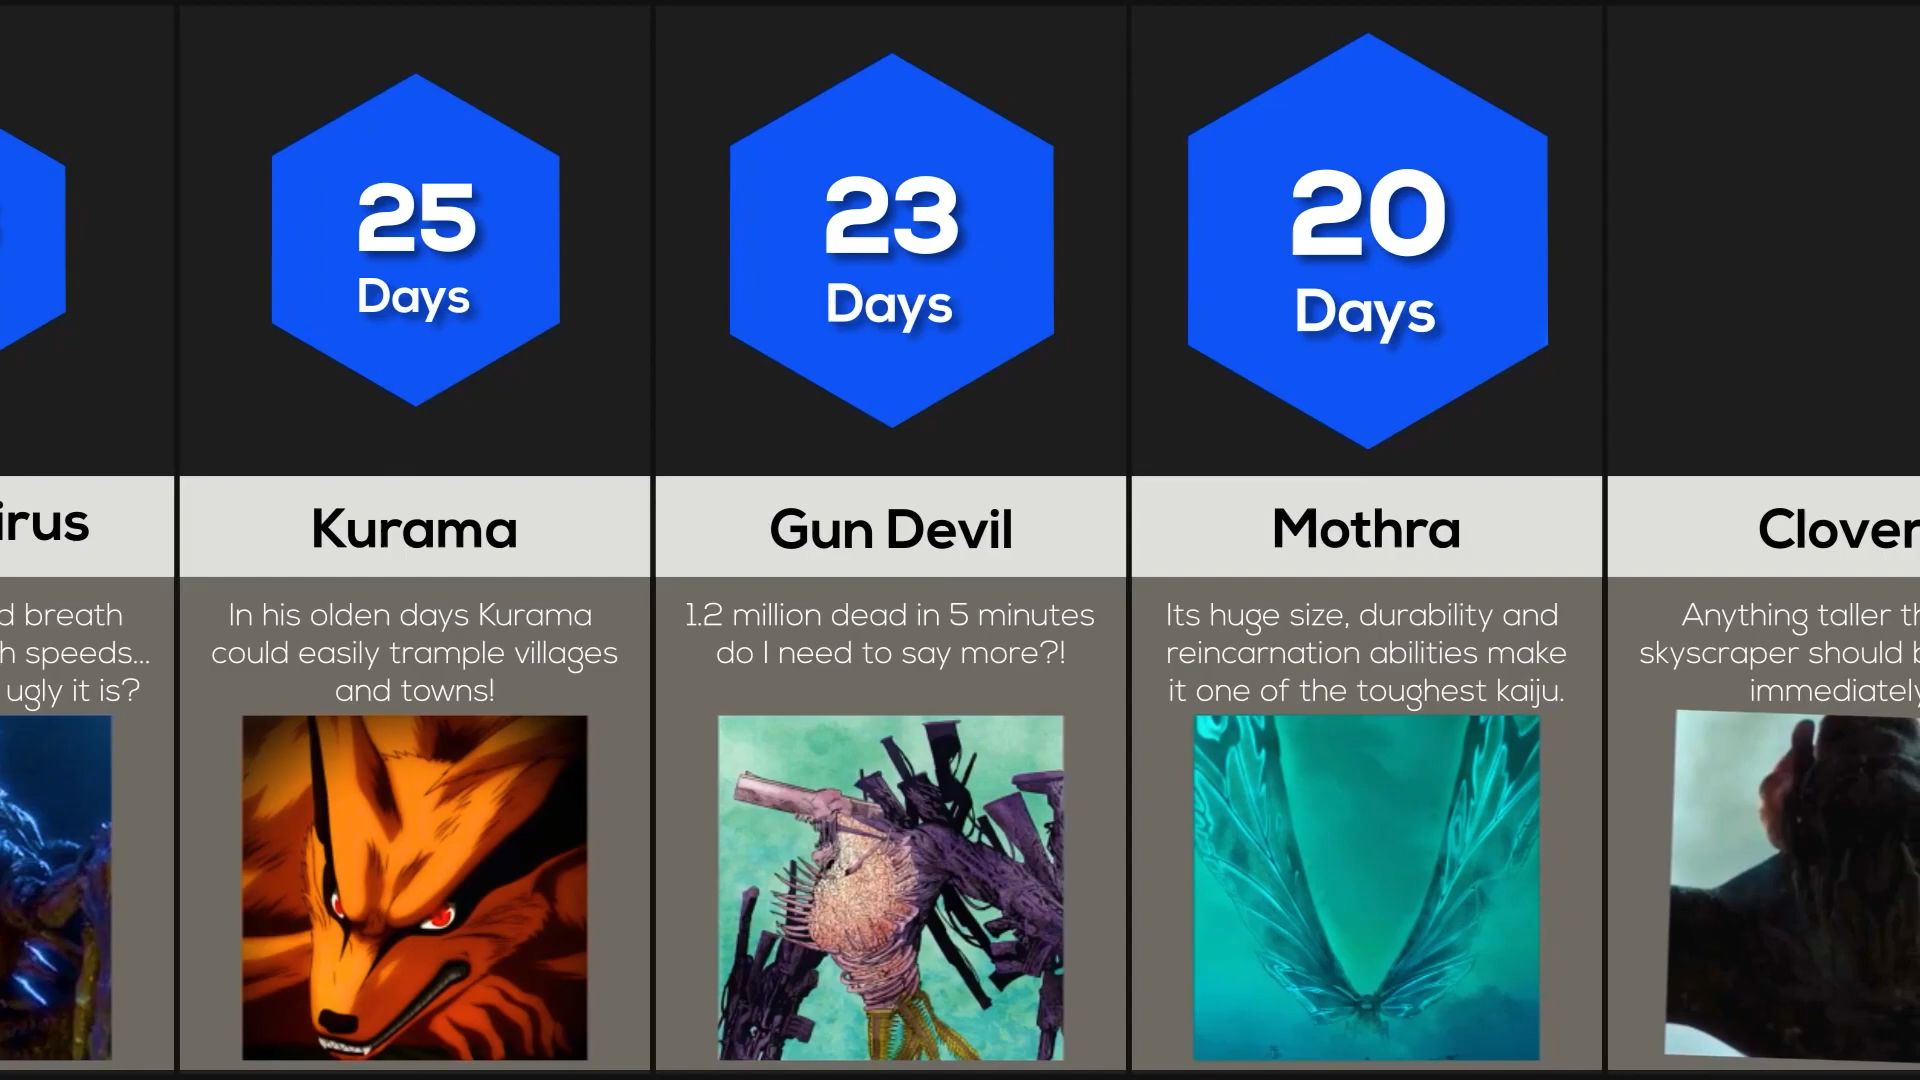 25
Days
23
Days
20
Days
Kurama
Gun Devil
Mothra
breath
speeds...
ugly it is?
In his olden days Kurama
could easily trample villages
and towns!
1.2 million dead in 5 minutes
do I need to say more?!
Its huge size, durability and
reincarnation abilities make
it one of the toughest kaiju.
Anything taller
skyscraper should
immediately